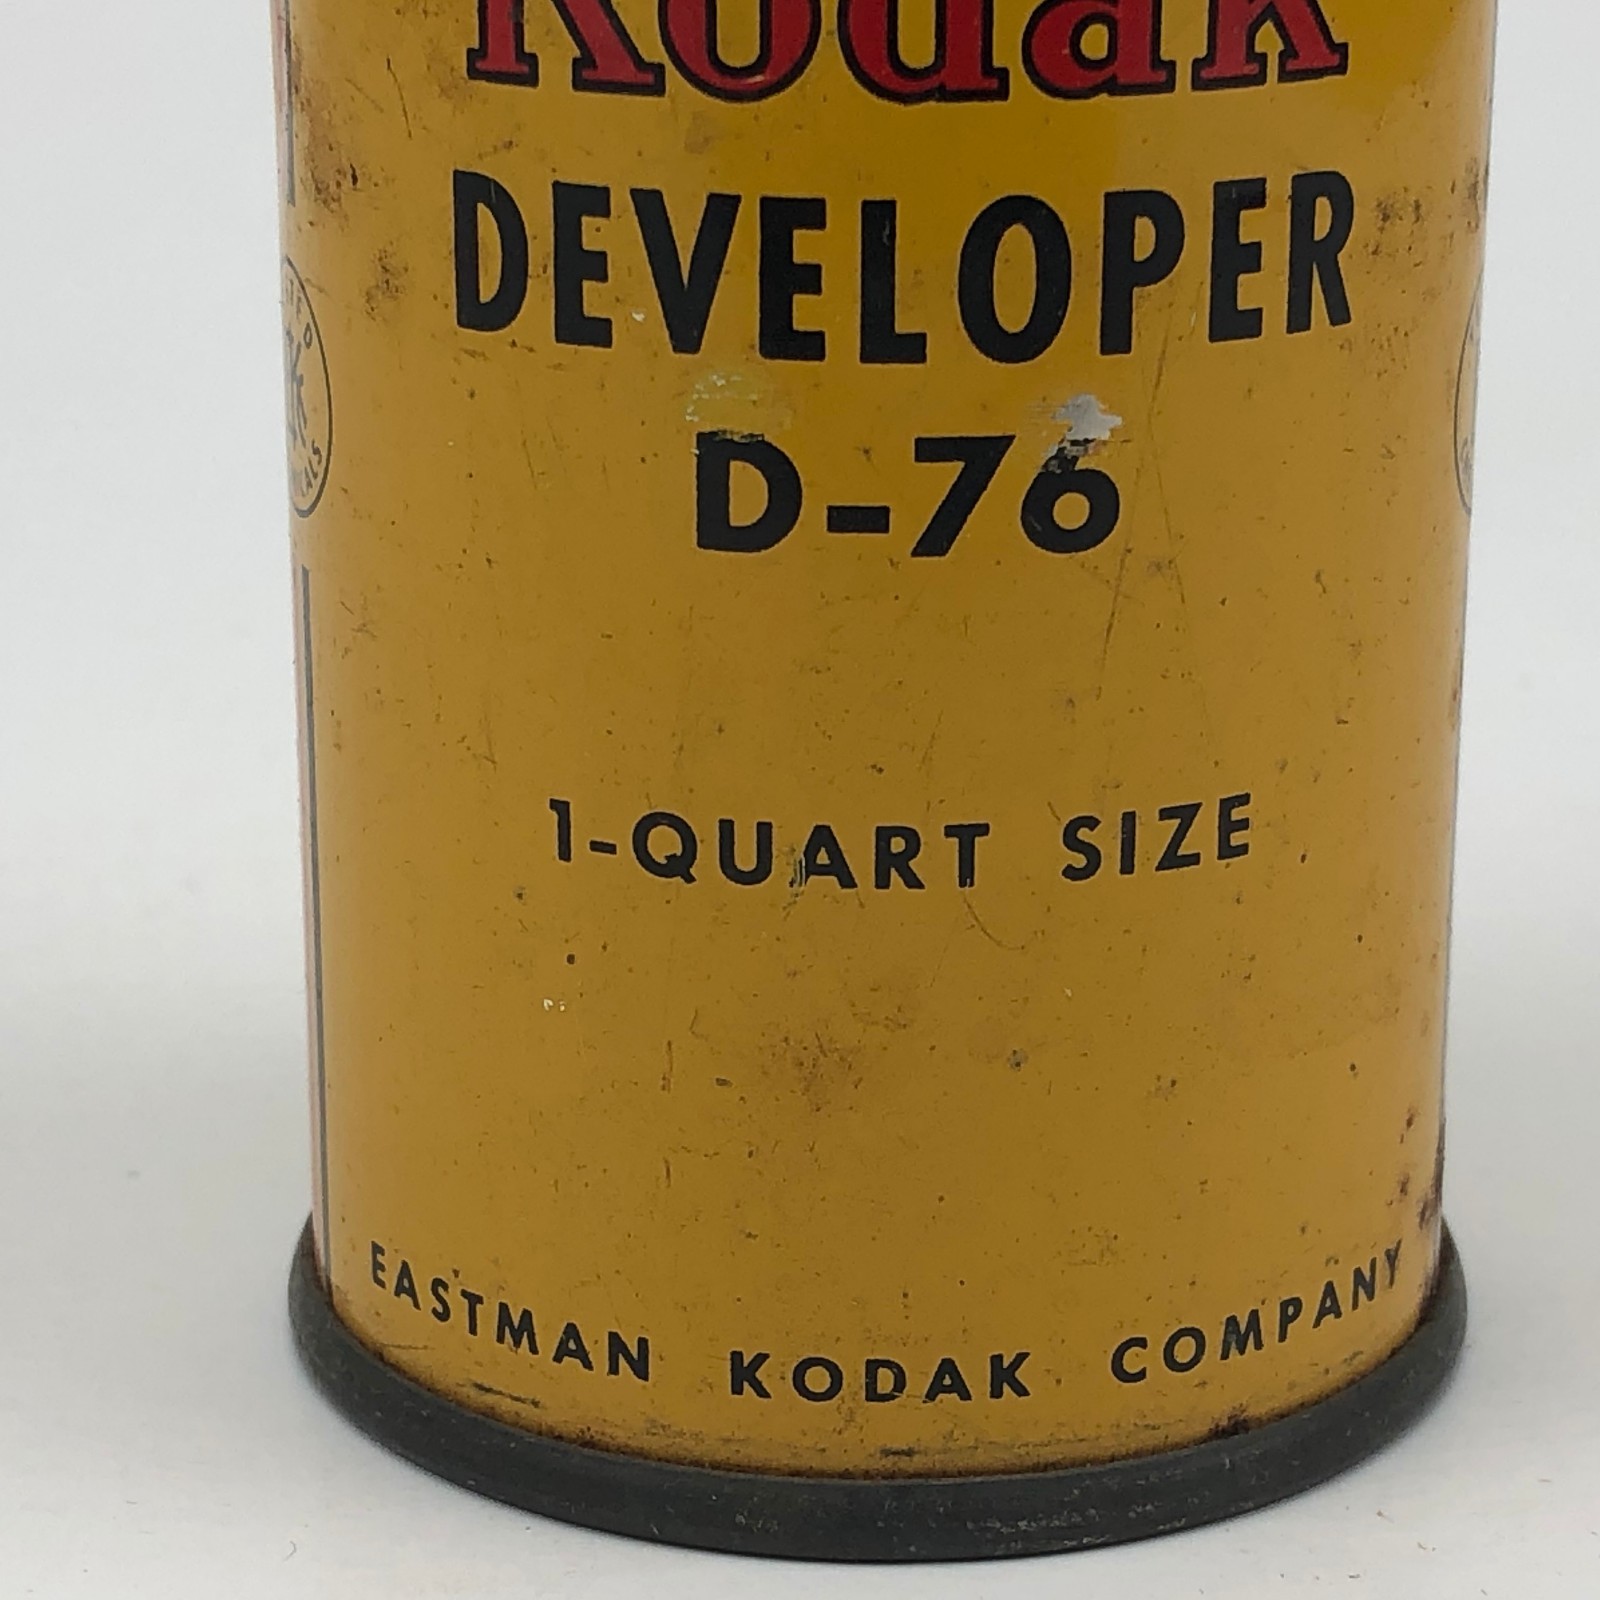 Kodak
DEVELOPER
D-76
1-QUART SIZE
EASTMAN KODAK COMPANY